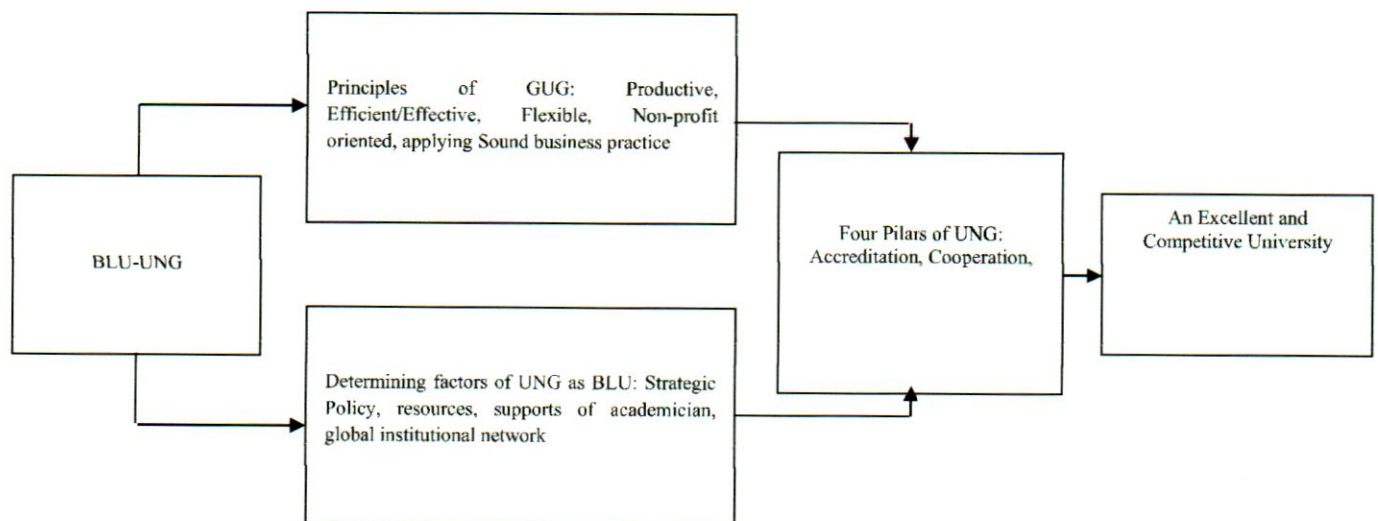 Principles of GUG: Productive,
Efficient/Effective, Flexible, Non-profit
oriented, applying Sound business practice
BLU-UNG
Four Pilars of UNG:
Accreditation, Cooperation,
An Excellent and
Competitive University
Determining factors of UNG as BLU: Strategic
Policy, resources, supports of academician,
global institutional network